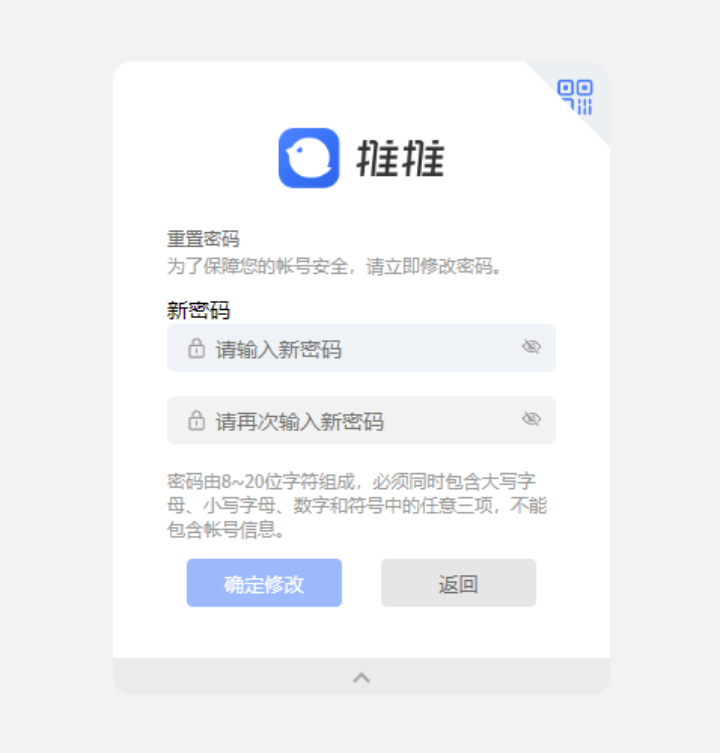 推推
重置密码
为了保障您的帐号安全，请立即修改密码。
新密码
请输入新密码
请再次输入新密码
密码由8~20位字符组成，必须同时包含大写字
母、小写字母、数字和符号中的任意三项，不能
包含帐号信息。
确定修改
返回